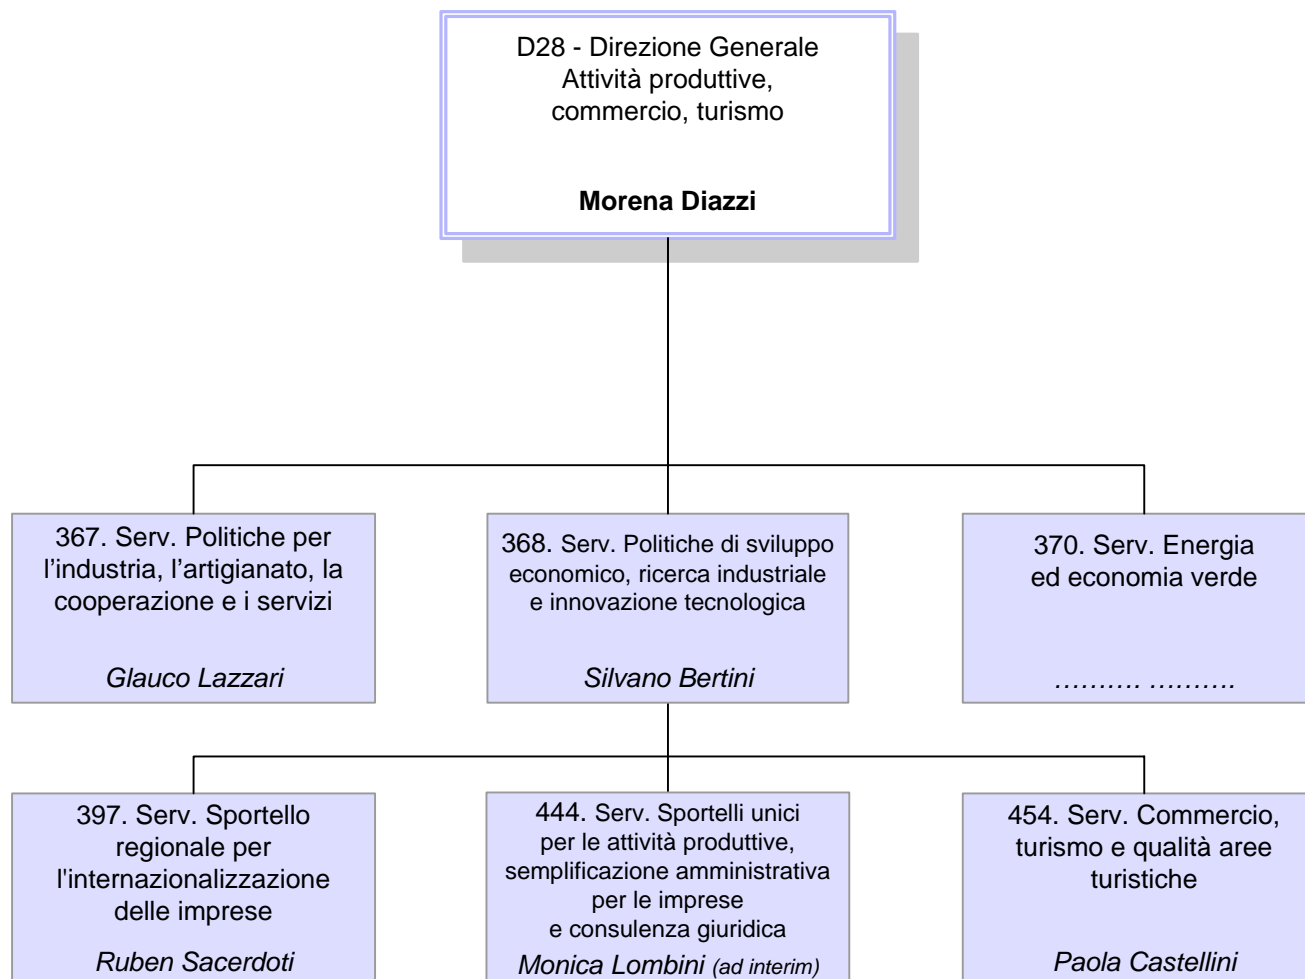 D28 - Direzione Generale
Attività produttive,
commercio, turismo
Morena Diazzi
367. Serv. Politiche per
l’industria, l’artigianato, la
cooperazione e i servizi
Glauco Lazzari
368. Serv. Politiche di sviluppo
economico, ricerca industriale
e innovazione tecnologica
Silvano Bertini
370. Serv. Energia
ed economia verde
………. ……….
397. Serv. Sportello
regionale per
l'internazionalizzazione
delle imprese
Ruben Sacerdoti
444. Serv. Sportelli unici
per le attività produttive,
semplificazione amministrativa
per le imprese
e consulenza giuridica
Monica Lombini (ad interim)
454. Serv. Commercio,
turismo e qualità aree
turistiche
Paola Castellini